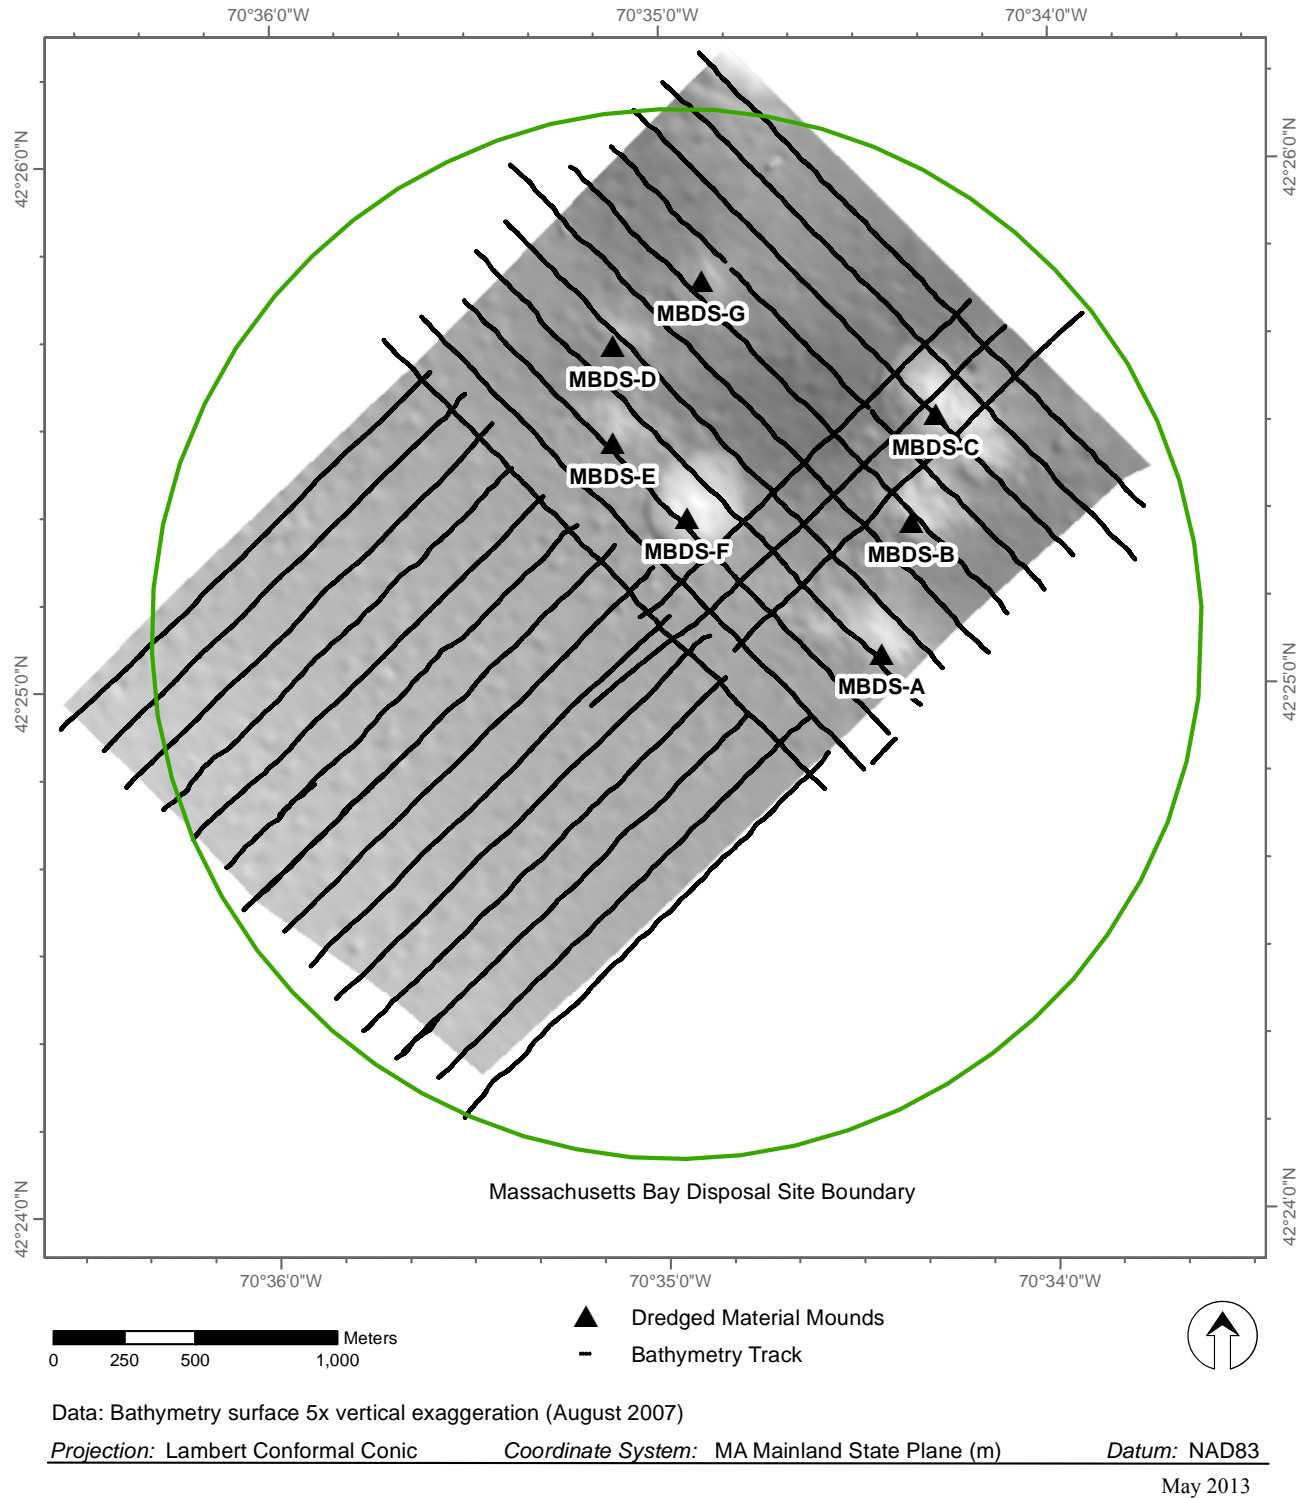 70°36'0"W 70°35'0"W 70°34'0"W
42°26'0"N 42°26'0"N
MBDS-G
MBDS-D
MBDS-C
MBDS-E
MBDS-F
MBDS-B
42°25'0"N 42°25'0"N
MBDS-A
Massachusetts Bay Disposal Site Boundary
42°24'0"N 42°24'0"N
70°36'0"W 70°35'0"W 70°34'0"W
Dredged Material Mounds
Meters
0 250 500 1,000
Bathymetry Track
Data: Bathymetry surface 5x vertical exaggeration (August 2007)
Projection: Lambert Conformal Conic Coordinate System: MA Mainland State Plane (m) Datum: NAD83
May 2013